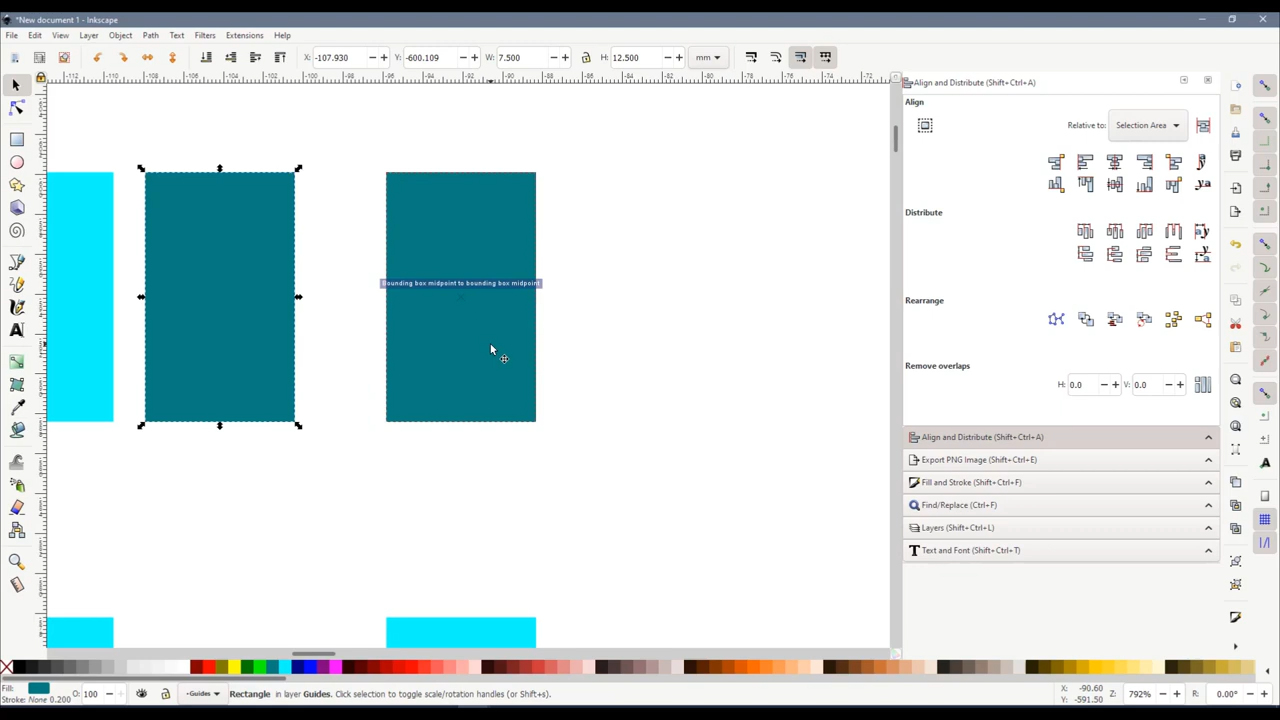 *New document 1 - Inkscape
File Edit View Layer Object Path Text Filters Extensions Help
X: -107.930 Y: -600.109 W: 7.500 H: 12.500 mm
Align and Distribute (Shift+Ctrl+A)
Align
Relative to: Selection Area
Distribute
Bounding box midpoint to bounding box midpoint
Rearrange
Remove overlaps
H: 0.0 V: 0.0
Align and Distribute (Shift+Ctrl+A)
Export PNG Image (Shift+Ctrl+E)
Fill and Stroke (Shift+Ctrl+F)
Find/Replace (Ctrl+F)
Layers (Shift+Ctrl+L)
Text and Font (Shift+Ctrl+T)
Fill: O: 100 Guides Rectangle in layer Guides. Click selection to toggle scale/rotation handles (or Shift+s). X: -90.60 Z: 792% R: 0.00°
Stroke: None 0.200 Y: -591.50